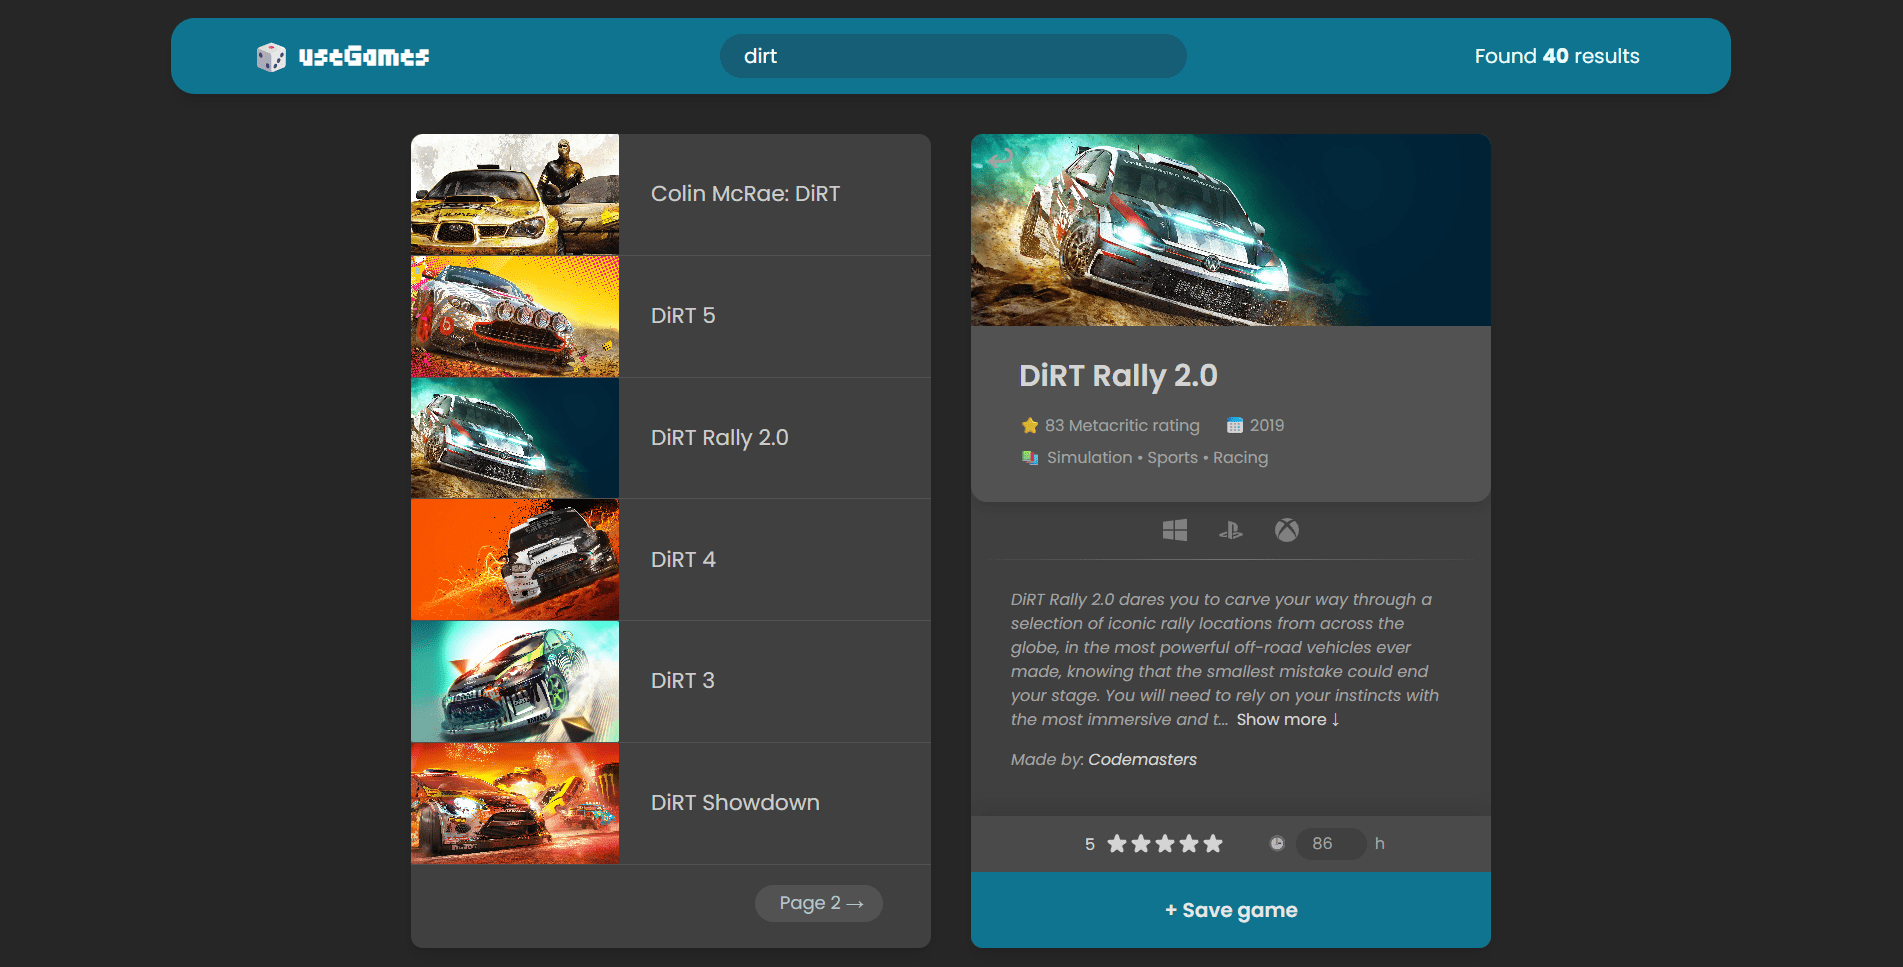 useGames
dirt
Found 40 results
Colin McRae: DiRT
DiRT 5
DiRT Rally 2.0
DiRT 4
DiRT 3
DiRT Showdown
Page 2 →
DiRT Rally 2.0
83 Metacritic rating 2019
Simulation • Sports • Racing
DiRT Rally 2.0 dares you to carve your way through a
selection of iconic rally locations from across the
globe, in the most powerful off-road vehicles ever
made, knowing that the smallest mistake could end
your stage. You will need to rely on your instincts with
the most immersive and t... Show more ↓
Made by: Codemasters
5 86 h
+ Save game